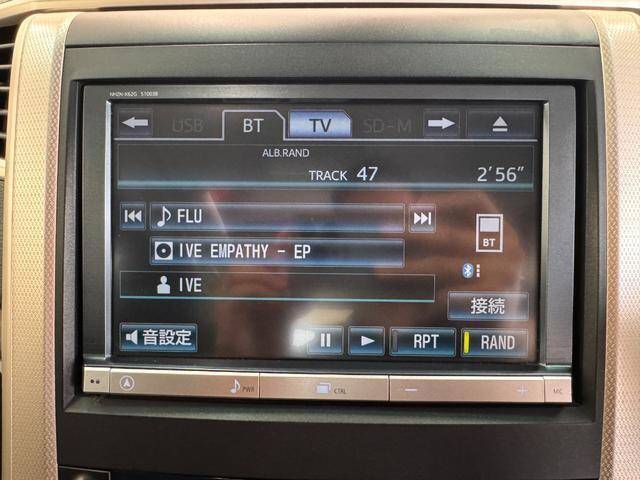 NHZN-X62G 510038
USB BT TV SD-M
ALB.RAND
TRACK 47 2'56"
FLU
IVE EMPATHY - EP
BT
IVE
接続
音設定 RPT RAND
PWR CTRL MIC